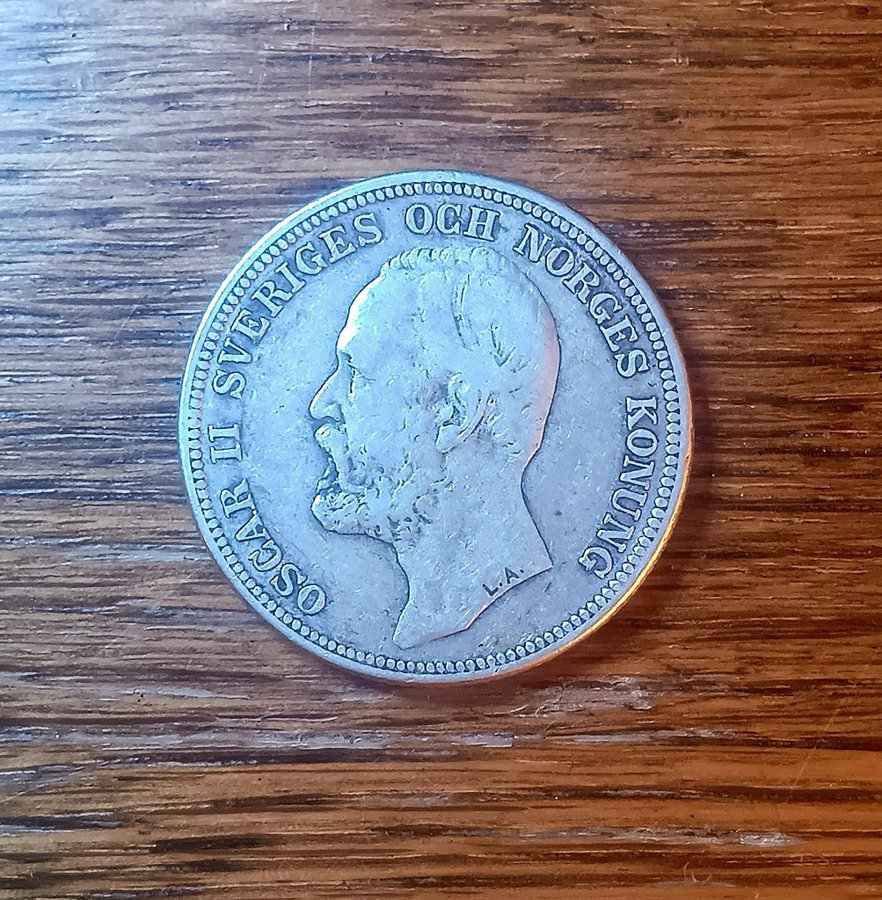 OSCAR II SVERIGES OCH NORGES KONUNG
L.A.